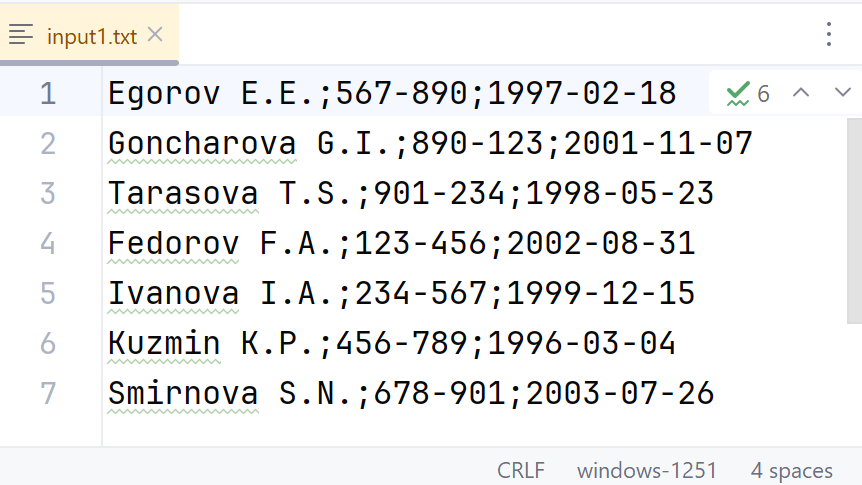 input1.txt
1 Egorov E.E.;567-890;1997-02-18 6
2 Goncharova G.I.;890-123;2001-11-07
3 Tarasova T.S.;901-234;1998-05-23
4 Fedorov F.A.;123-456;2002-08-31
5 Ivanova I.A.;234-567;1999-12-15
6 Kuzmin K.P.;456-789;1996-03-04
7 Smirnova S.N.;678-901;2003-07-26
CRLF windows-1251 4 spaces